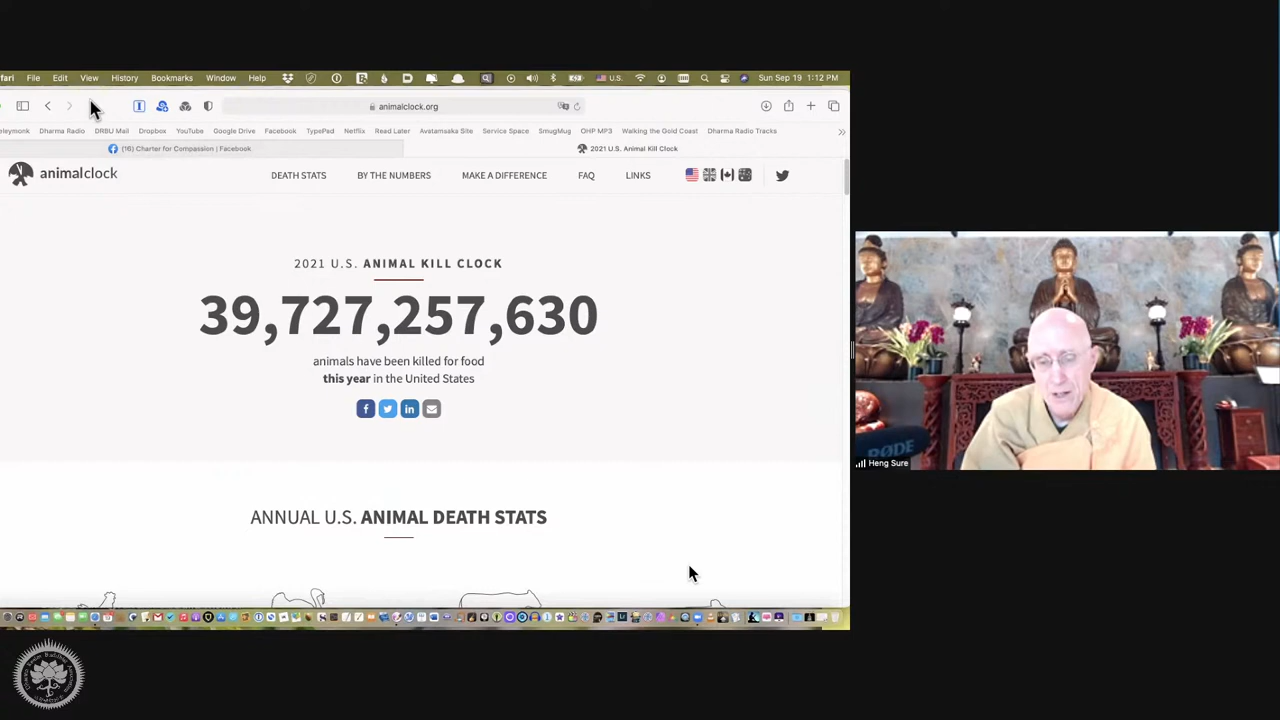 fari File Edit View History Bookmarks Window Help U.S. Sun Sep 19 1:12 PM
animalclock.org
eleymonk Dharma Radio DRBU Mail Dropbox YouTube Google Drive Facebook TypePad Netflix Read Later Avatamsaka Site Service Space SmugMug OHP MP3 Walking the Gold Coast Dharma Radio Tracks
(16) Charter for Compassion | Facebook 2021 U.S. Animal Kill Clock
animalclock DEATH STATS BY THE NUMBERS MAKE A DIFFERENCE FAQ LINKS
2021 U.S. ANIMAL KILL CLOCK
39,727,257,630
animals have been killed for food
this year in the United States
ANNUAL U.S. ANIMAL DEATH STATS
RØDE
Heng Sure